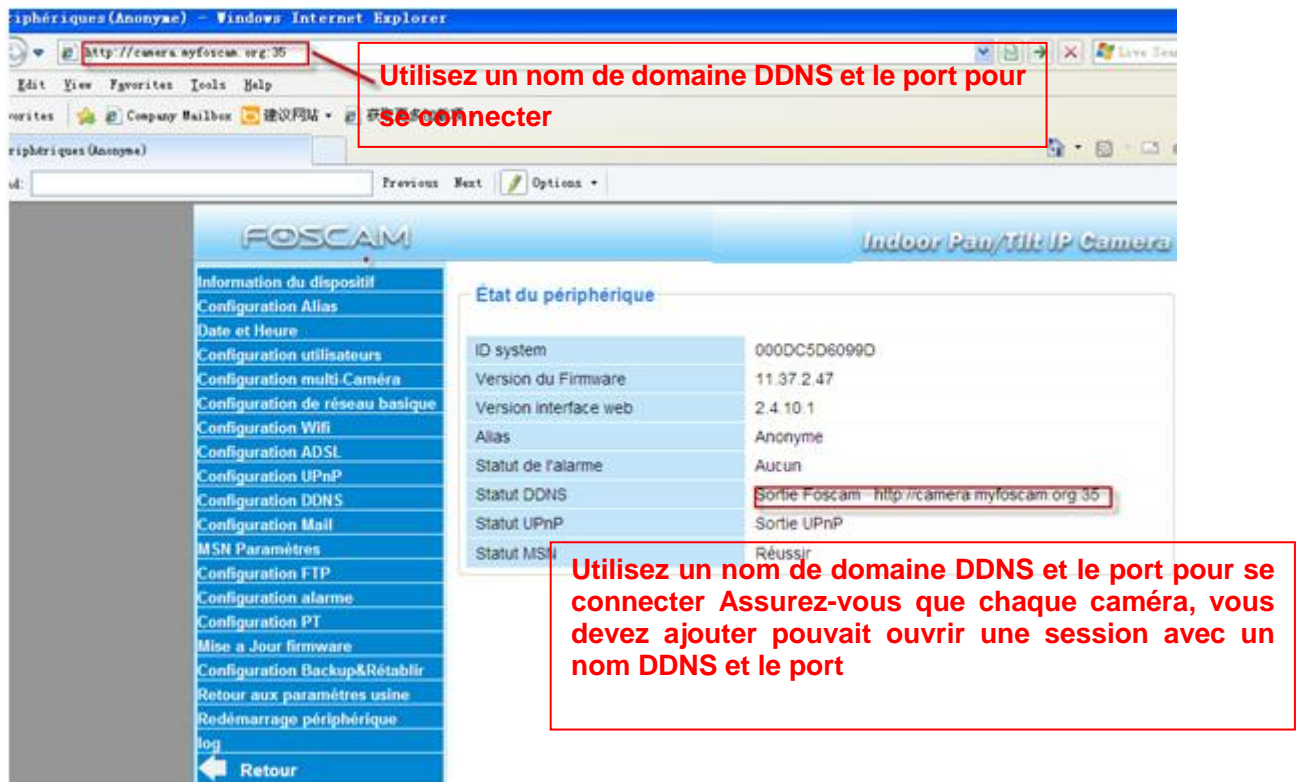 riphériques(Anonyme) - Windows Internet Explorer
http://camera.myfoscam.org:35
Live Sea
Utilisez un nom de domaine DDNS et le port pour
se connecter
Edit View Favorites Tools Help
vorites Company Mailbox 建议网站
riphériques(Anonyme)
Previous Next Options
FOSCAM
Indoor Pan/Tilt IP Camera
Information du dispositif
Configuration Alias
Date et Heure
Configuration utilisateurs
Configuration multi-Caméra
Configuration de réseau basique
Configuration Wifi
Configuration ADSL
Configuration UPnP
Configuration DDNS
Configuration Mail
MSN Paramètres
Configuration FTP
Configuration alarme
Configuration PT
Mise a Jour firmware
Configuration Backup&Rétablir
Retour aux paramètres usine
Redémarrage périphérique
log
Retour
État du périphérique
ID system 000DC5D6099D
Version du Firmware 11.37.2.47
Version interface web 2.4.10.1
Alias Anonyme
Statut de l'alarme Aucun
Statut DDNS Sortie Foscam http://camera.myfoscam.org:35
Statut UPnP Sortie UPnP
Statut MSN Réussir
Utilisez un nom de domaine DDNS et le port pour se
connecter Assurez-vous que chaque caméra, vous
devez ajouter pouvait ouvrir une session avec un
nom DDNS et le port